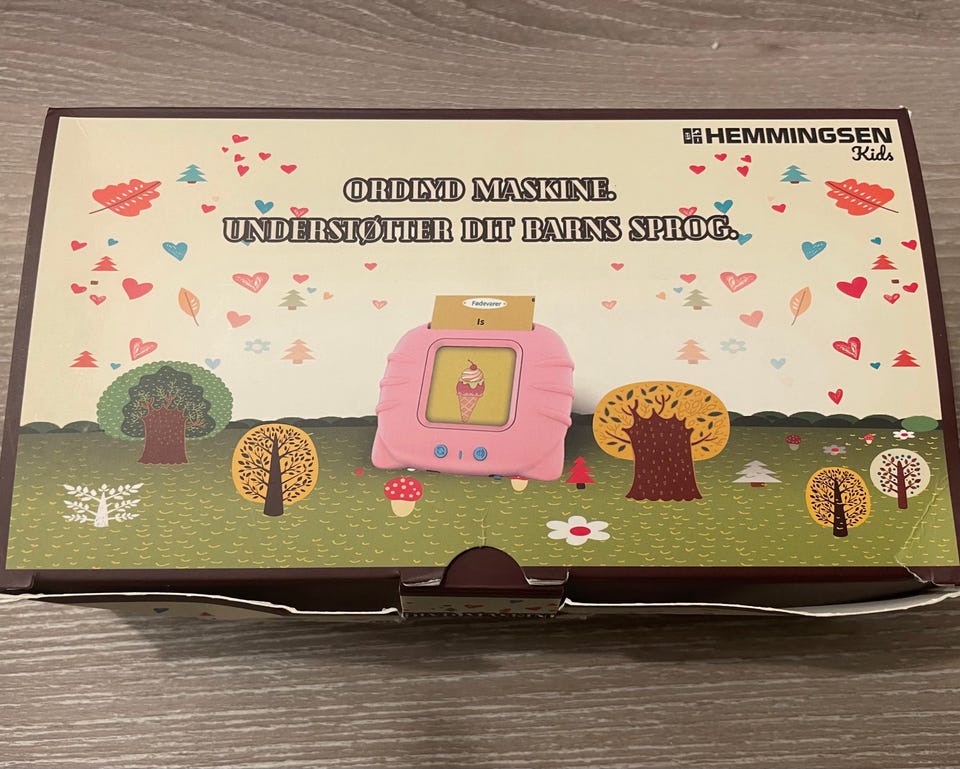 HEMMINGSEN
Kids
ORDLYD MASKINE.
UNDERSTØTTER DIT BARNS SPROG.
Fødevarer
Is